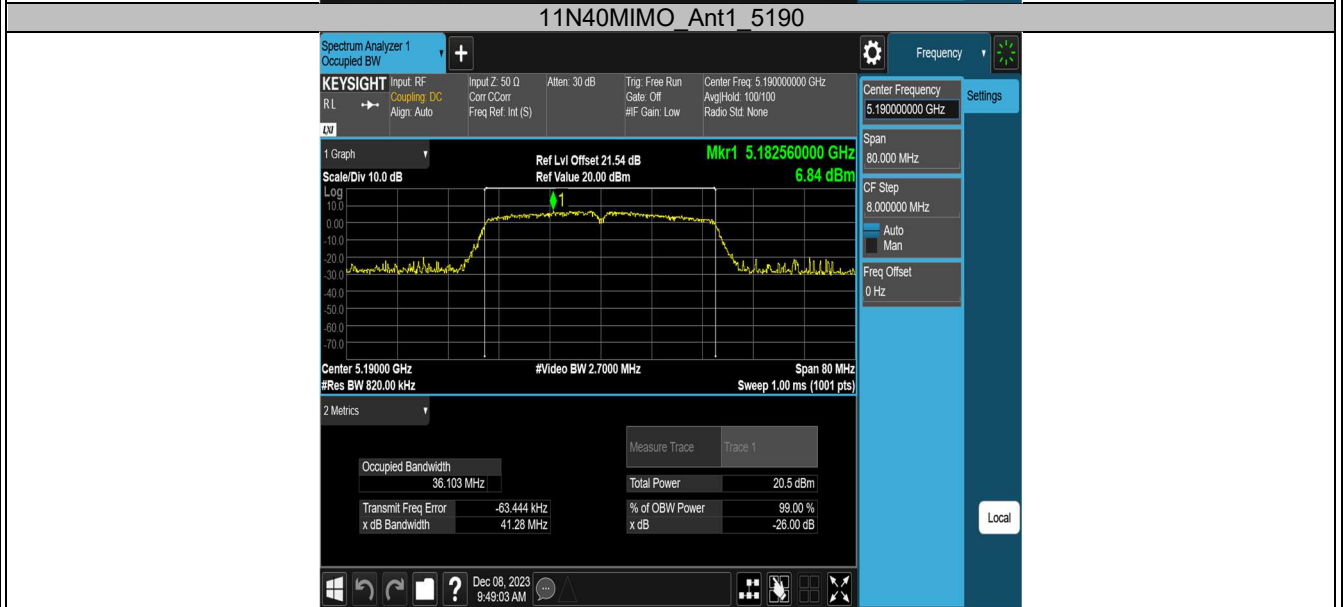 11N40MIMO_Ant1_5190
Spectrum Analyzer 1
Occupied BW
+
Frequency
KEYSIGHT
RL
LXI
Input: RF
Coupling: DC
Align: Auto
Input Z: 50 Ω
Corr CCorr
Freq Ref: Int (S)
Atten: 30 dB
Trig: Free Run
Gate: Off
#IF Gain: Low
Center Freq: 5.190000000 GHz
Avg|Hold: 100/100
Radio Std: None
Center Frequency
5.190000000 GHz
Settings
Span
80.000 MHz
CF Step
8.000000 MHz
Auto
Man
Freq Offset
0 Hz
Local
1 Graph
Scale/Div 10.0 dB
Ref Lvl Offset 21.54 dB
Ref Value 20.00 dBm
Mkr1 5.182560000 GHz
6.84 dBm
Log
1
10.0
0.00
-10.0
-20.0
-30.0
-40.0
-50.0
-60.0
-70.0
Center 5.19000 GHz
#Video BW 2.7000 MHz
Span 80 MHz
#Res BW 820.00 kHz
Sweep 1.00 ms (1001 pts)
2 Metrics
Measure Trace Trace 1
Occupied Bandwidth
36.103 MHz
Total Power 20.5 dBm
Transmit Freq Error -63.444 kHz
% of OBW Power 99.00 %
x dB Bandwidth 41.28 MHz
x dB -26.00 dB
?
Dec 08, 2023
9:49:03 AM